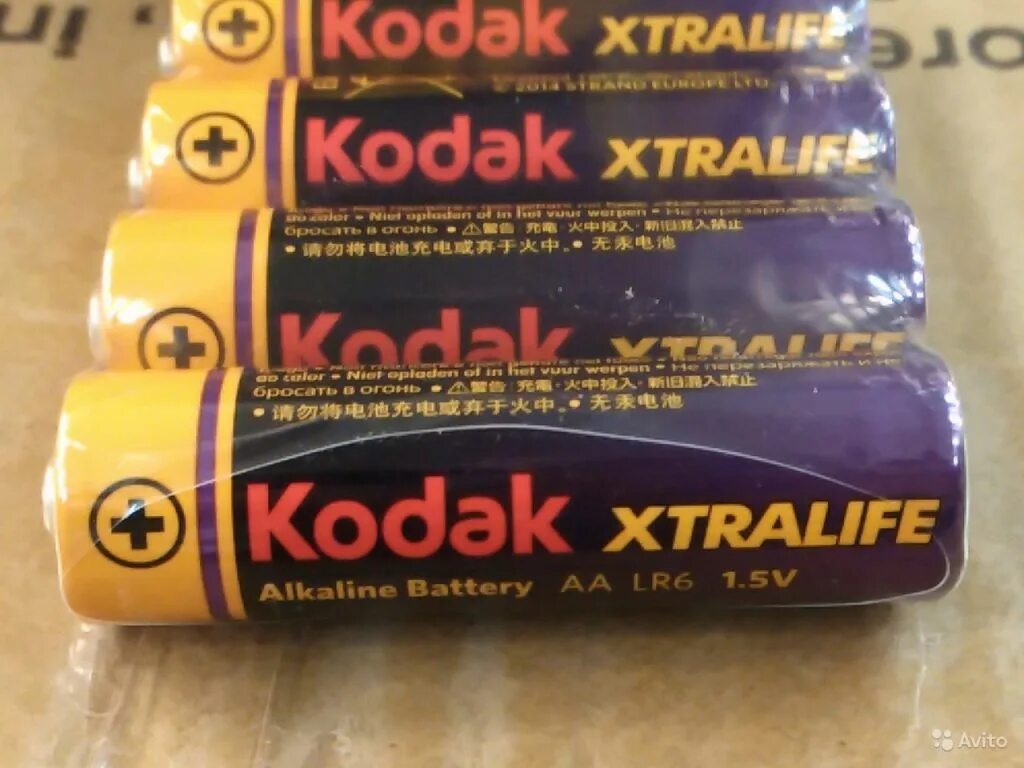 Kodak XTRALIFE
© 2014 STRAND EUROPE LTD
Kodak XTRALIFE
Niet opladen of in het vuur werpen • Не перезаряжать
бросать в огонь • ⚠警告 · 充電 · 火中投入 · 新旧混入禁止
• 请勿将电池充电或弃于火中。• 无汞电池
Kodak XTRALIFE
Niet opladen of in het vuur werpen • Не перезаряжать и не
бросать в огонь • ⚠警告 · 充電 · 火中投入 · 新旧混入禁止
• 请勿将电池充电或弃于火中。• 无汞电池
Kodak XTRALIFE
Alkaline Battery AA LR6 1.5V
Avito